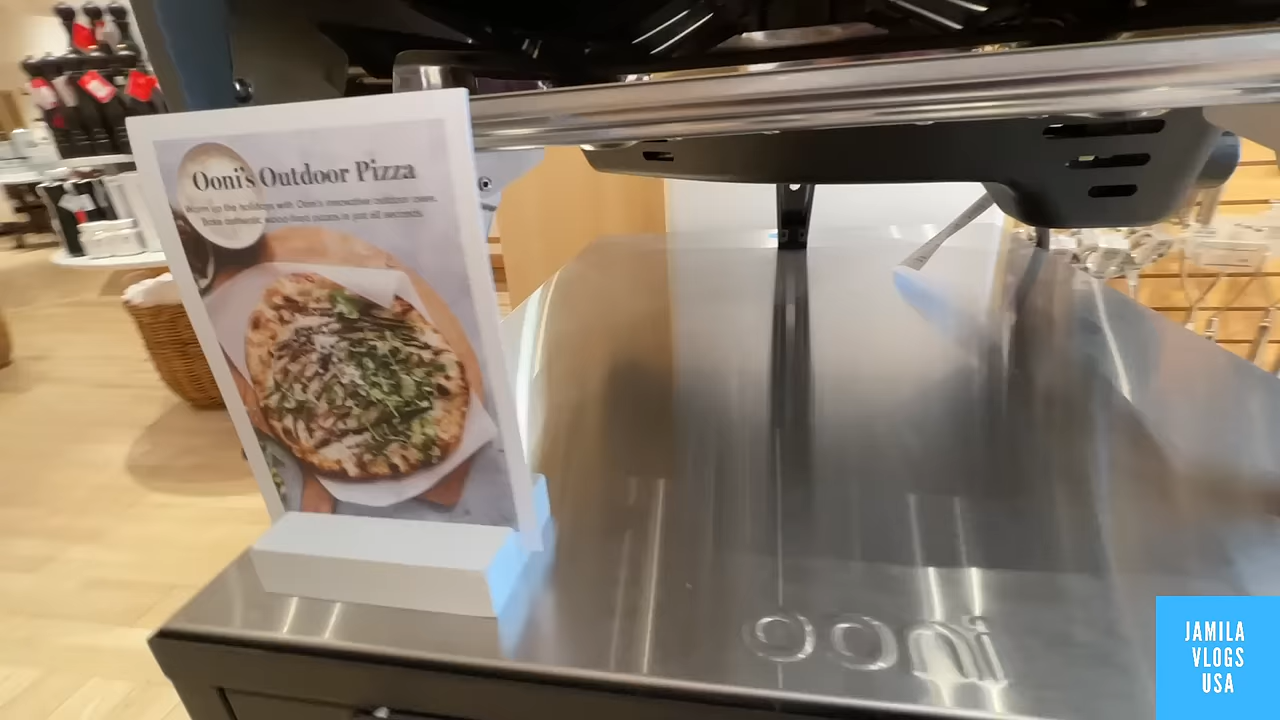 Ooni's Outdoor Pizza
Warm up the holidays with Ooni's innovative outdoor oven.
Bake authentic, wood-fired pizzas in just 60 seconds.
ooni
JAMILA
VLOGS
USA